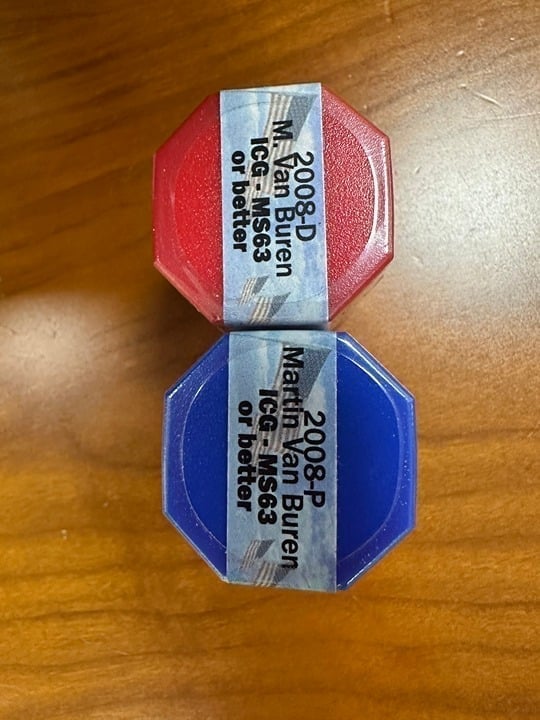 2008-D
M. Van Buren
ICG - MS63
or better
2008-P
Martin Van Buren
ICG - MS63
or better